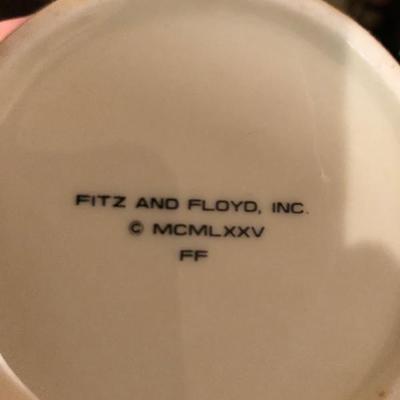 FITZ AND FLOYD, INC.
© MCMLXXV
FF